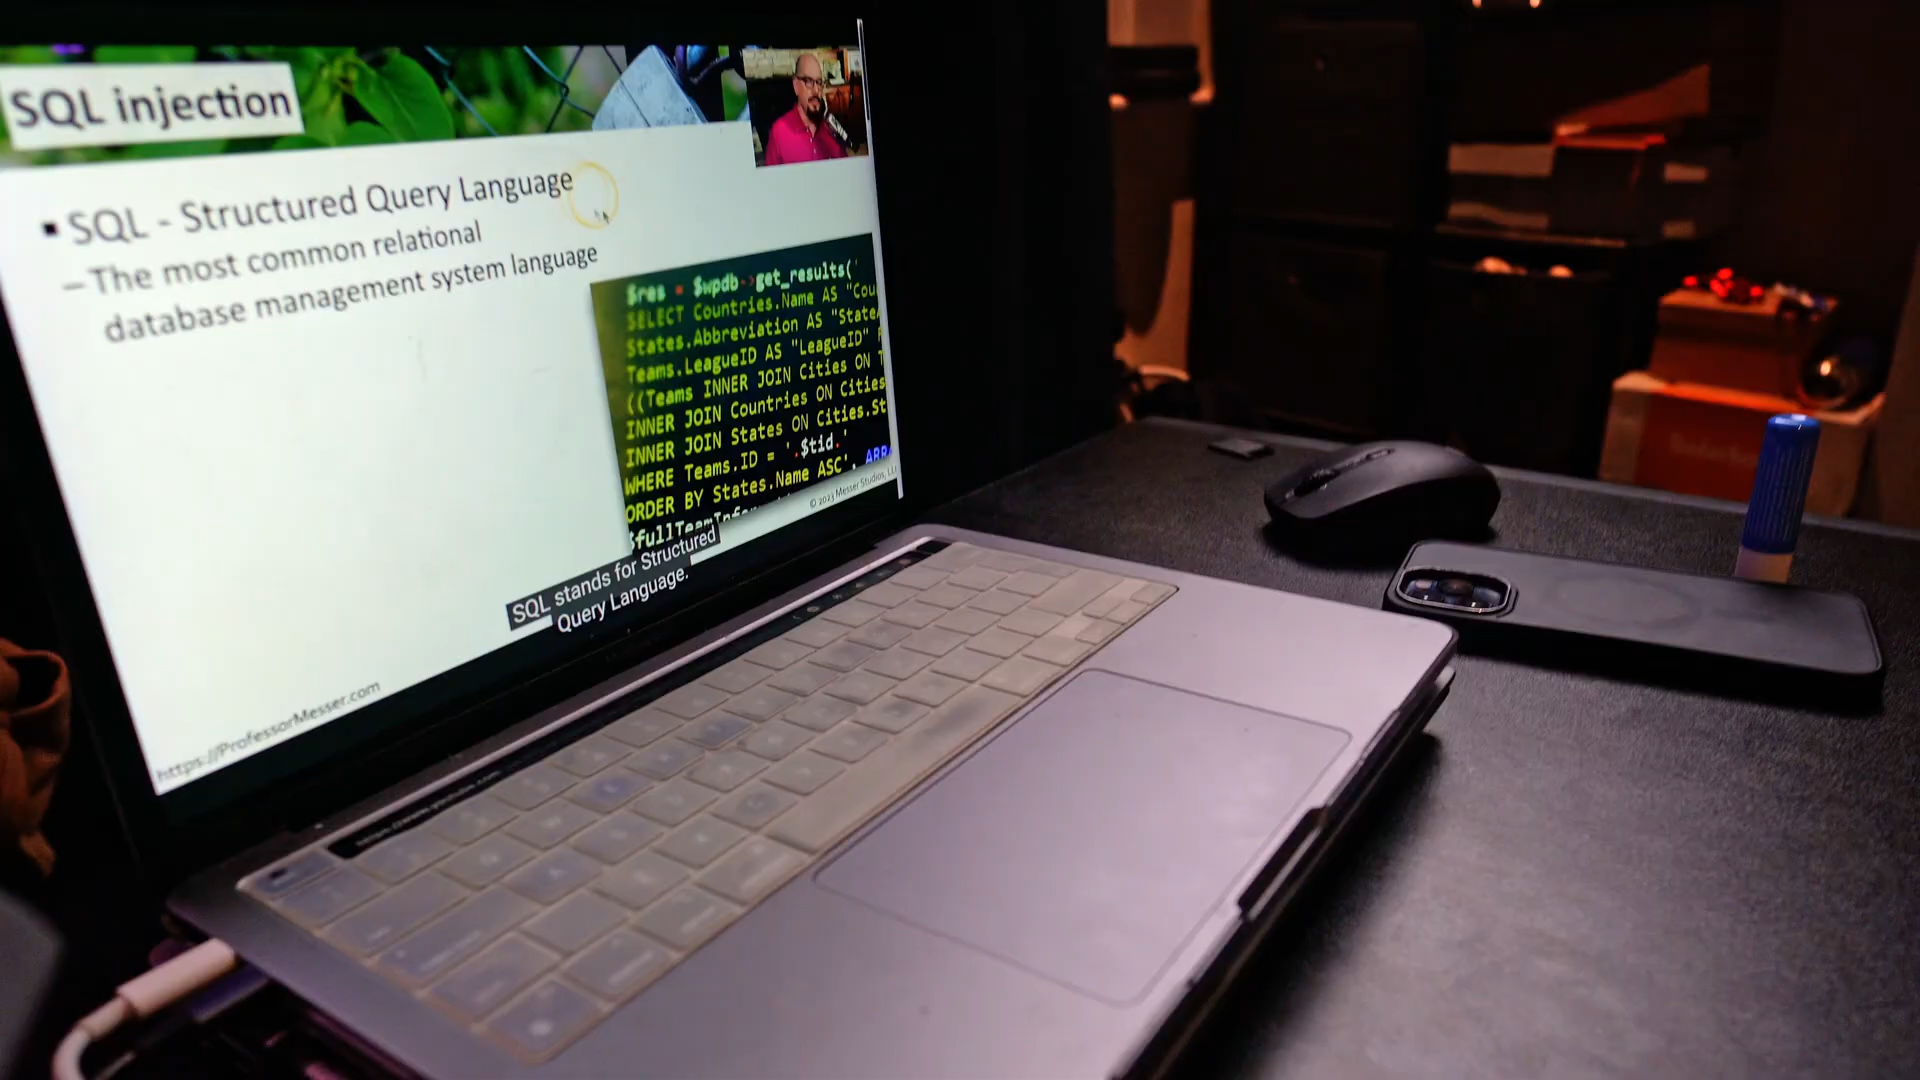 SQL injection
▪ SQL - Structured Query Language
– The most common relational
database management system language
$res = $wpdb->get_results(
SELECT Countries.Name AS "Cou
States.Abbreviation AS "State
Teams.LeagueID AS "LeagueID"
((Teams INNER JOIN Cities ON
INNER JOIN Countries ON Cities
INNER JOIN States ON Cities.St
WHERE Teams.ID = '.$tid.'
ORDER BY States.Name ASC', ARR
$fullTeamInfo
© 2023 Messer Studios, LL
SQL stands for Structured
Query Language.
https://ProfessorMesser.com